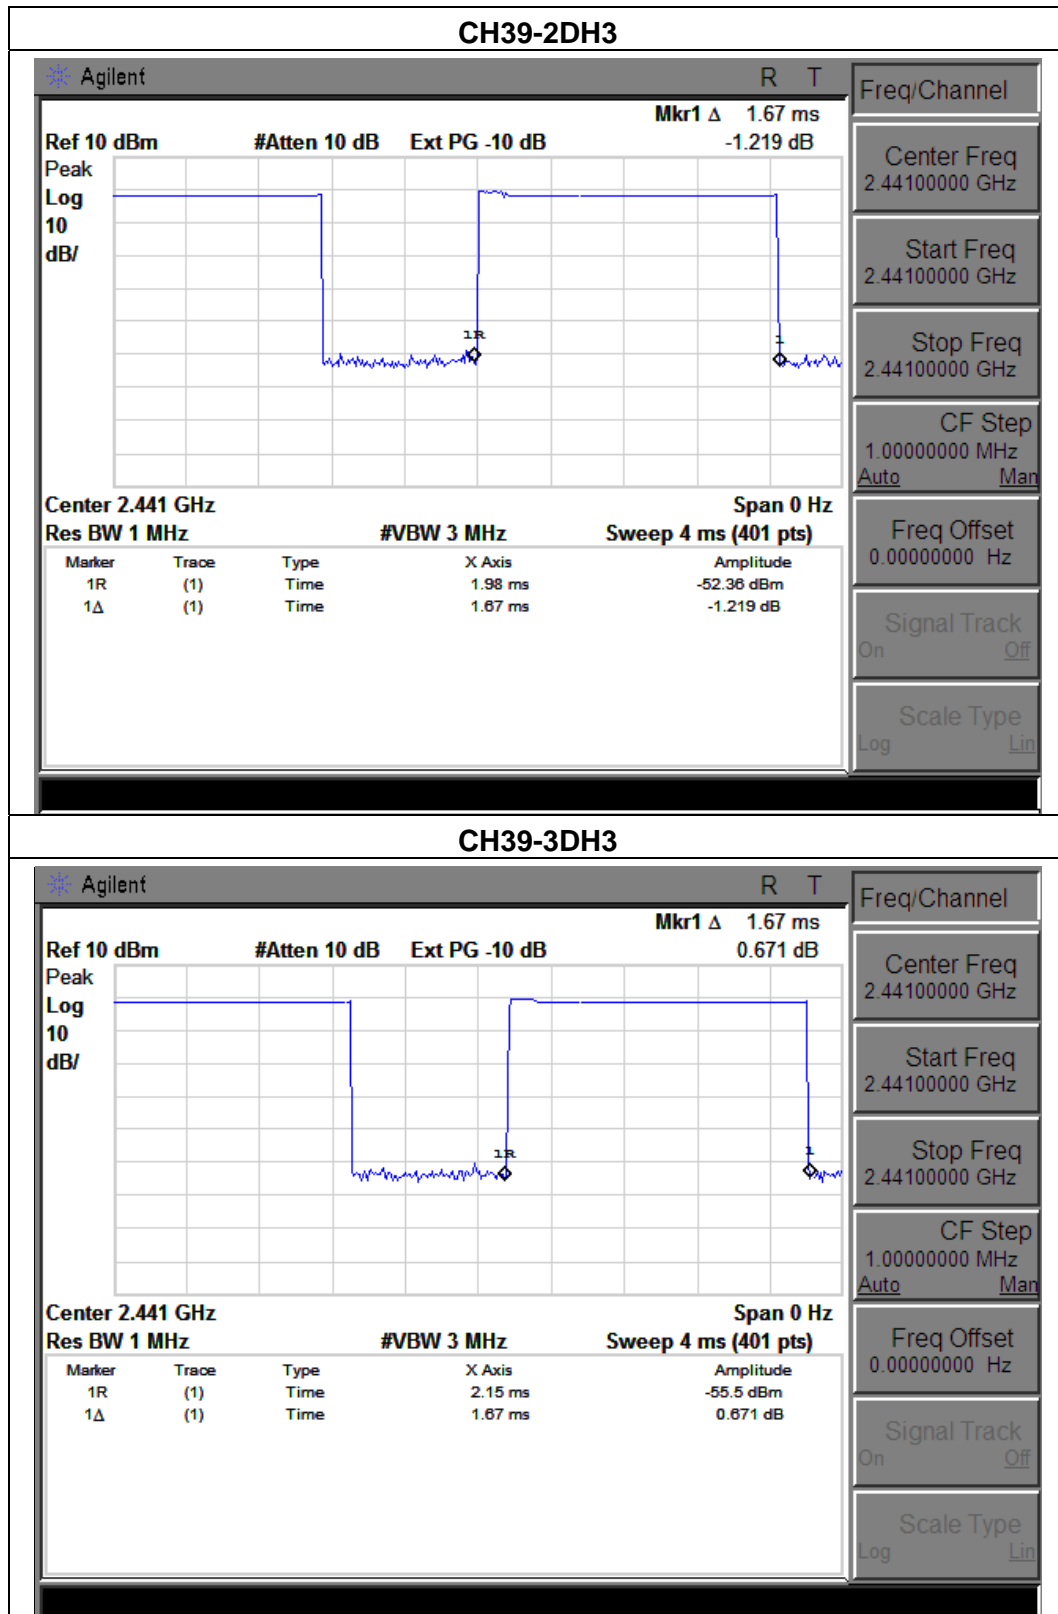 CH39-2DH3
Agilent R T
Freq/Channel
Mkr1 Δ 1.67 ms
Ref 10 dBm #Atten 10 dB Ext PG -10 dB -1.219 dB
Peak
Log
10
dB/
1R
1
Center Freq
2.44100000 GHz
Start Freq
2.44100000 GHz
Stop Freq
2.44100000 GHz
CF Step
1.00000000 MHz
Auto Man
Freq Offset
0.00000000 Hz
Signal Track
On Off
Scale Type
Log Lin
Center 2.441 GHz Span 0 Hz
Res BW 1 MHz #VBW 3 MHz Sweep 4 ms (401 pts)
Marker Trace Type X Axis Amplitude
1R (1) Time 1.98 ms -52.36 dBm
1Δ (1) Time 1.67 ms -1.219 dB
CH39-3DH3
Agilent R T
Freq/Channel
Mkr1 Δ 1.67 ms
Ref 10 dBm #Atten 10 dB Ext PG -10 dB 0.671 dB
Peak
Log
10
dB/
1R
1
Center Freq
2.44100000 GHz
Start Freq
2.44100000 GHz
Stop Freq
2.44100000 GHz
CF Step
1.00000000 MHz
Auto Man
Freq Offset
0.00000000 Hz
Signal Track
On Off
Scale Type
Log Lin
Center 2.441 GHz Span 0 Hz
Res BW 1 MHz #VBW 3 MHz Sweep 4 ms (401 pts)
Marker Trace Type X Axis Amplitude
1R (1) Time 2.15 ms -55.5 dBm
1Δ (1) Time 1.67 ms 0.671 dB